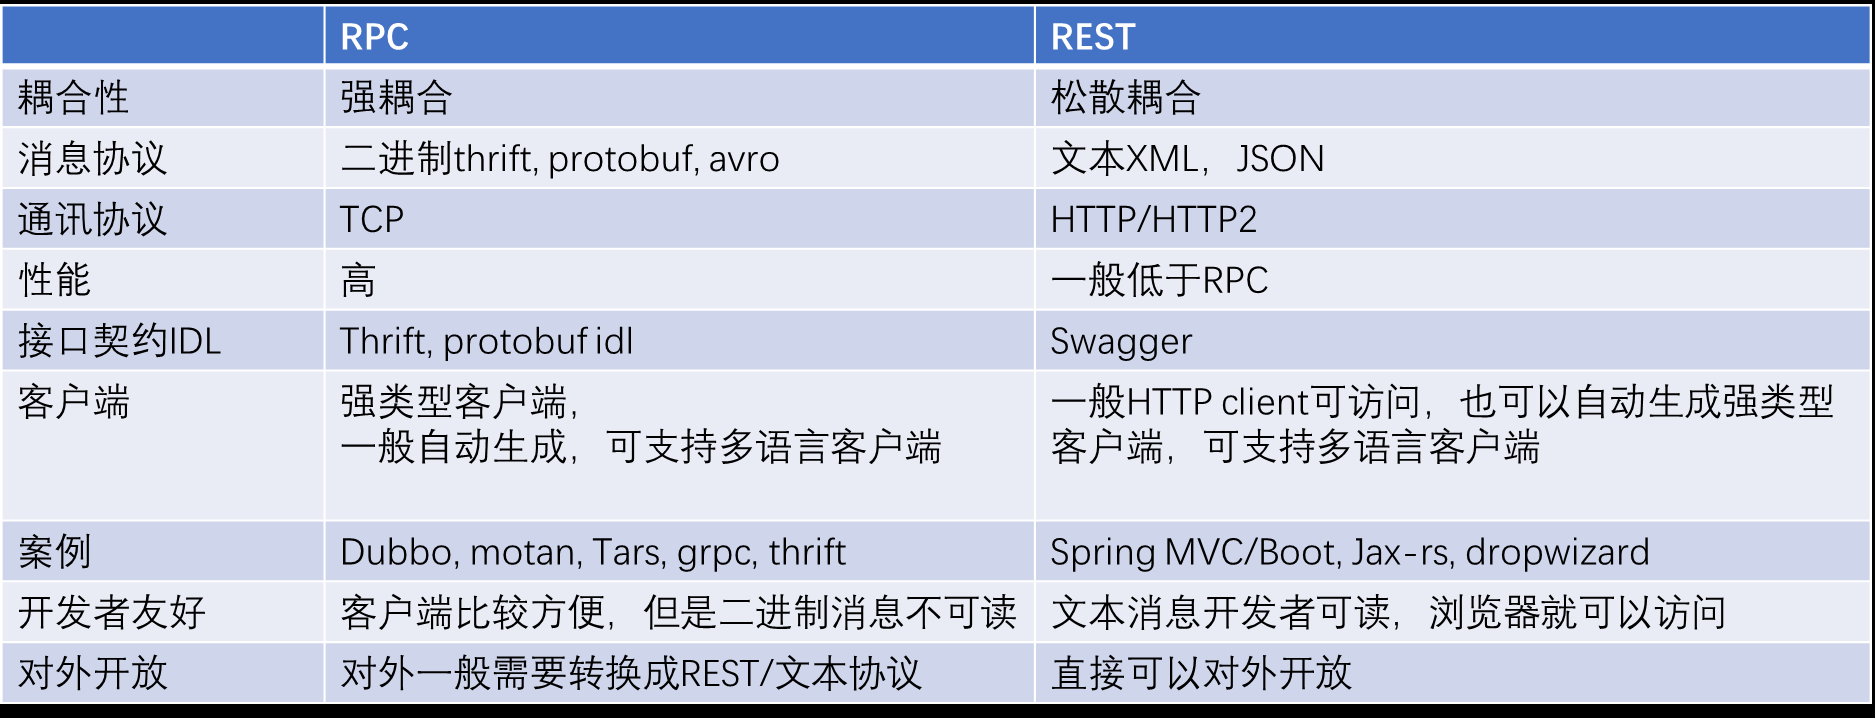 RPC REST
耦合性 强耦合 松散耦合
消息协议 二进制thrift, protobuf, avro 文本XML，JSON
通讯协议 TCP HTTP/HTTP2
性能 高 一般低于RPC
接口契约IDL Thrift, protobuf idl Swagger
客户端 强类型客户端， 一般HTTP client可访问，也可以自动生成强类型
一般自动生成，可支持多语言客户端 客户端，可支持多语言客户端
案例 Dubbo, motan, Tars, grpc, thrift Spring MVC/Boot, Jax-rs, dropwizard
开发者友好 客户端比较方便，但是二进制消息不可读 文本消息开发者可读，浏览器就可以访问
对外开放 对外一般需要转换成REST/文本协议 直接可以对外开放